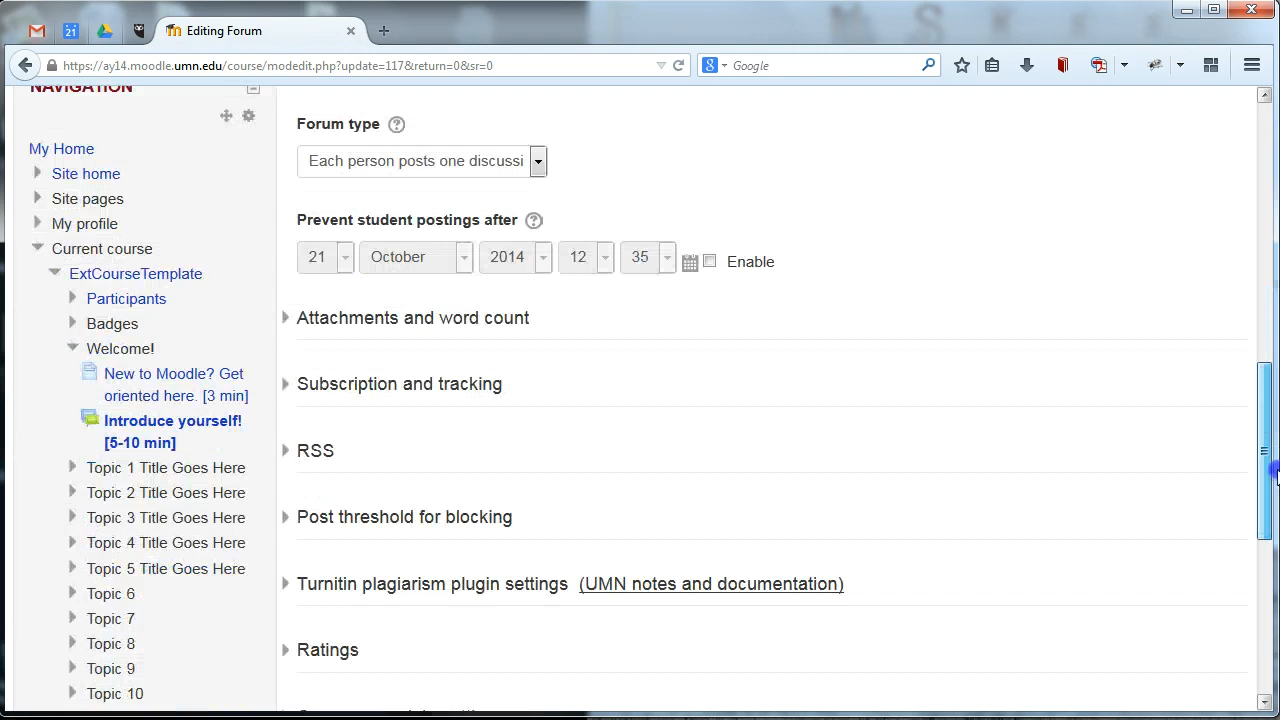 21
Editing Forum
https://ay14.moodle.umn.edu/course/modedit.php?update=117&return=0&sr=0
Google
NAVIGATION
My Home
Site home
Site pages
My profile
Current course
ExtCourseTemplate
Participants
Badges
Welcome!
New to Moodle? Get
oriented here. [3 min]
Introduce yourself!
[5-10 min]
Topic 1 Title Goes Here
Topic 2 Title Goes Here
Topic 3 Title Goes Here
Topic 4 Title Goes Here
Topic 5 Title Goes Here
Topic 6
Topic 7
Topic 8
Topic 9
Topic 10
Forum type
Each person posts one discussi
Prevent student postings after
21 October 2014 12 35 Enable
Attachments and word count
Subscription and tracking
RSS
Post threshold for blocking
Turnitin plagiarism plugin settings (UMN notes and documentation)
Ratings